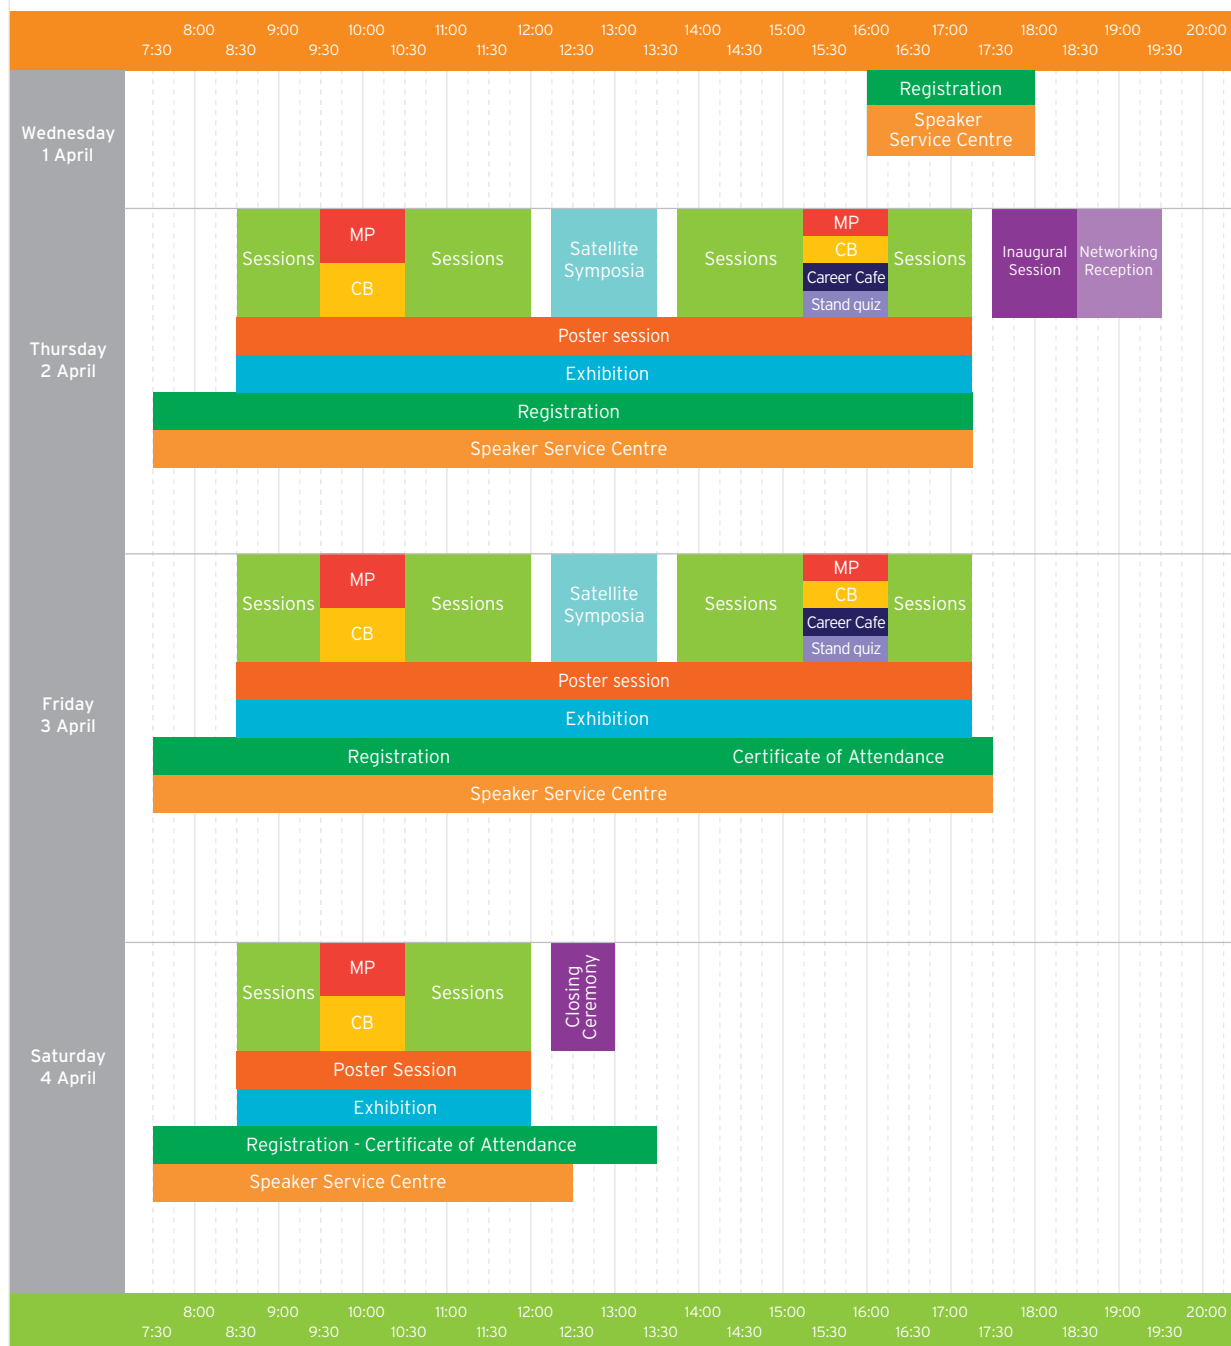 8:00 9:00 10:00 11:00 12:00 13:00 14:00 15:00 16:00 17:00 18:00 19:00 20:00
7:30 8:30 9:30 10:30 11:30 12:30 13:30 14:30 15:30 16:30 17:30 18:30 19:30
Wednesday
1 April
Registration
Speaker
Service Centre
Thursday
2 April
Sessions
MP
CB
Sessions
Satellite
Symposia
Sessions
MP
CB
Career Cafe
Stand quiz
Sessions
Inaugural
Session
Networking
Reception
Poster session
Exhibition
Registration
Speaker Service Centre
Friday
3 April
Sessions
MP
CB
Sessions
Satellite
Symposia
Sessions
MP
CB
Career Cafe
Stand quiz
Sessions
Poster session
Exhibition
Registration Certificate of Attendance
Speaker Service Centre
Saturday
4 April
Sessions
MP
CB
Sessions
Closing
Ceremony
Poster Session
Exhibition
Registration - Certificate of Attendance
Speaker Service Centre
8:00 9:00 10:00 11:00 12:00 13:00 14:00 15:00 16:00 17:00 18:00 19:00 20:00
7:30 8:30 9:30 10:30 11:30 12:30 13:30 14:30 15:30 16:30 17:30 18:30 19:30